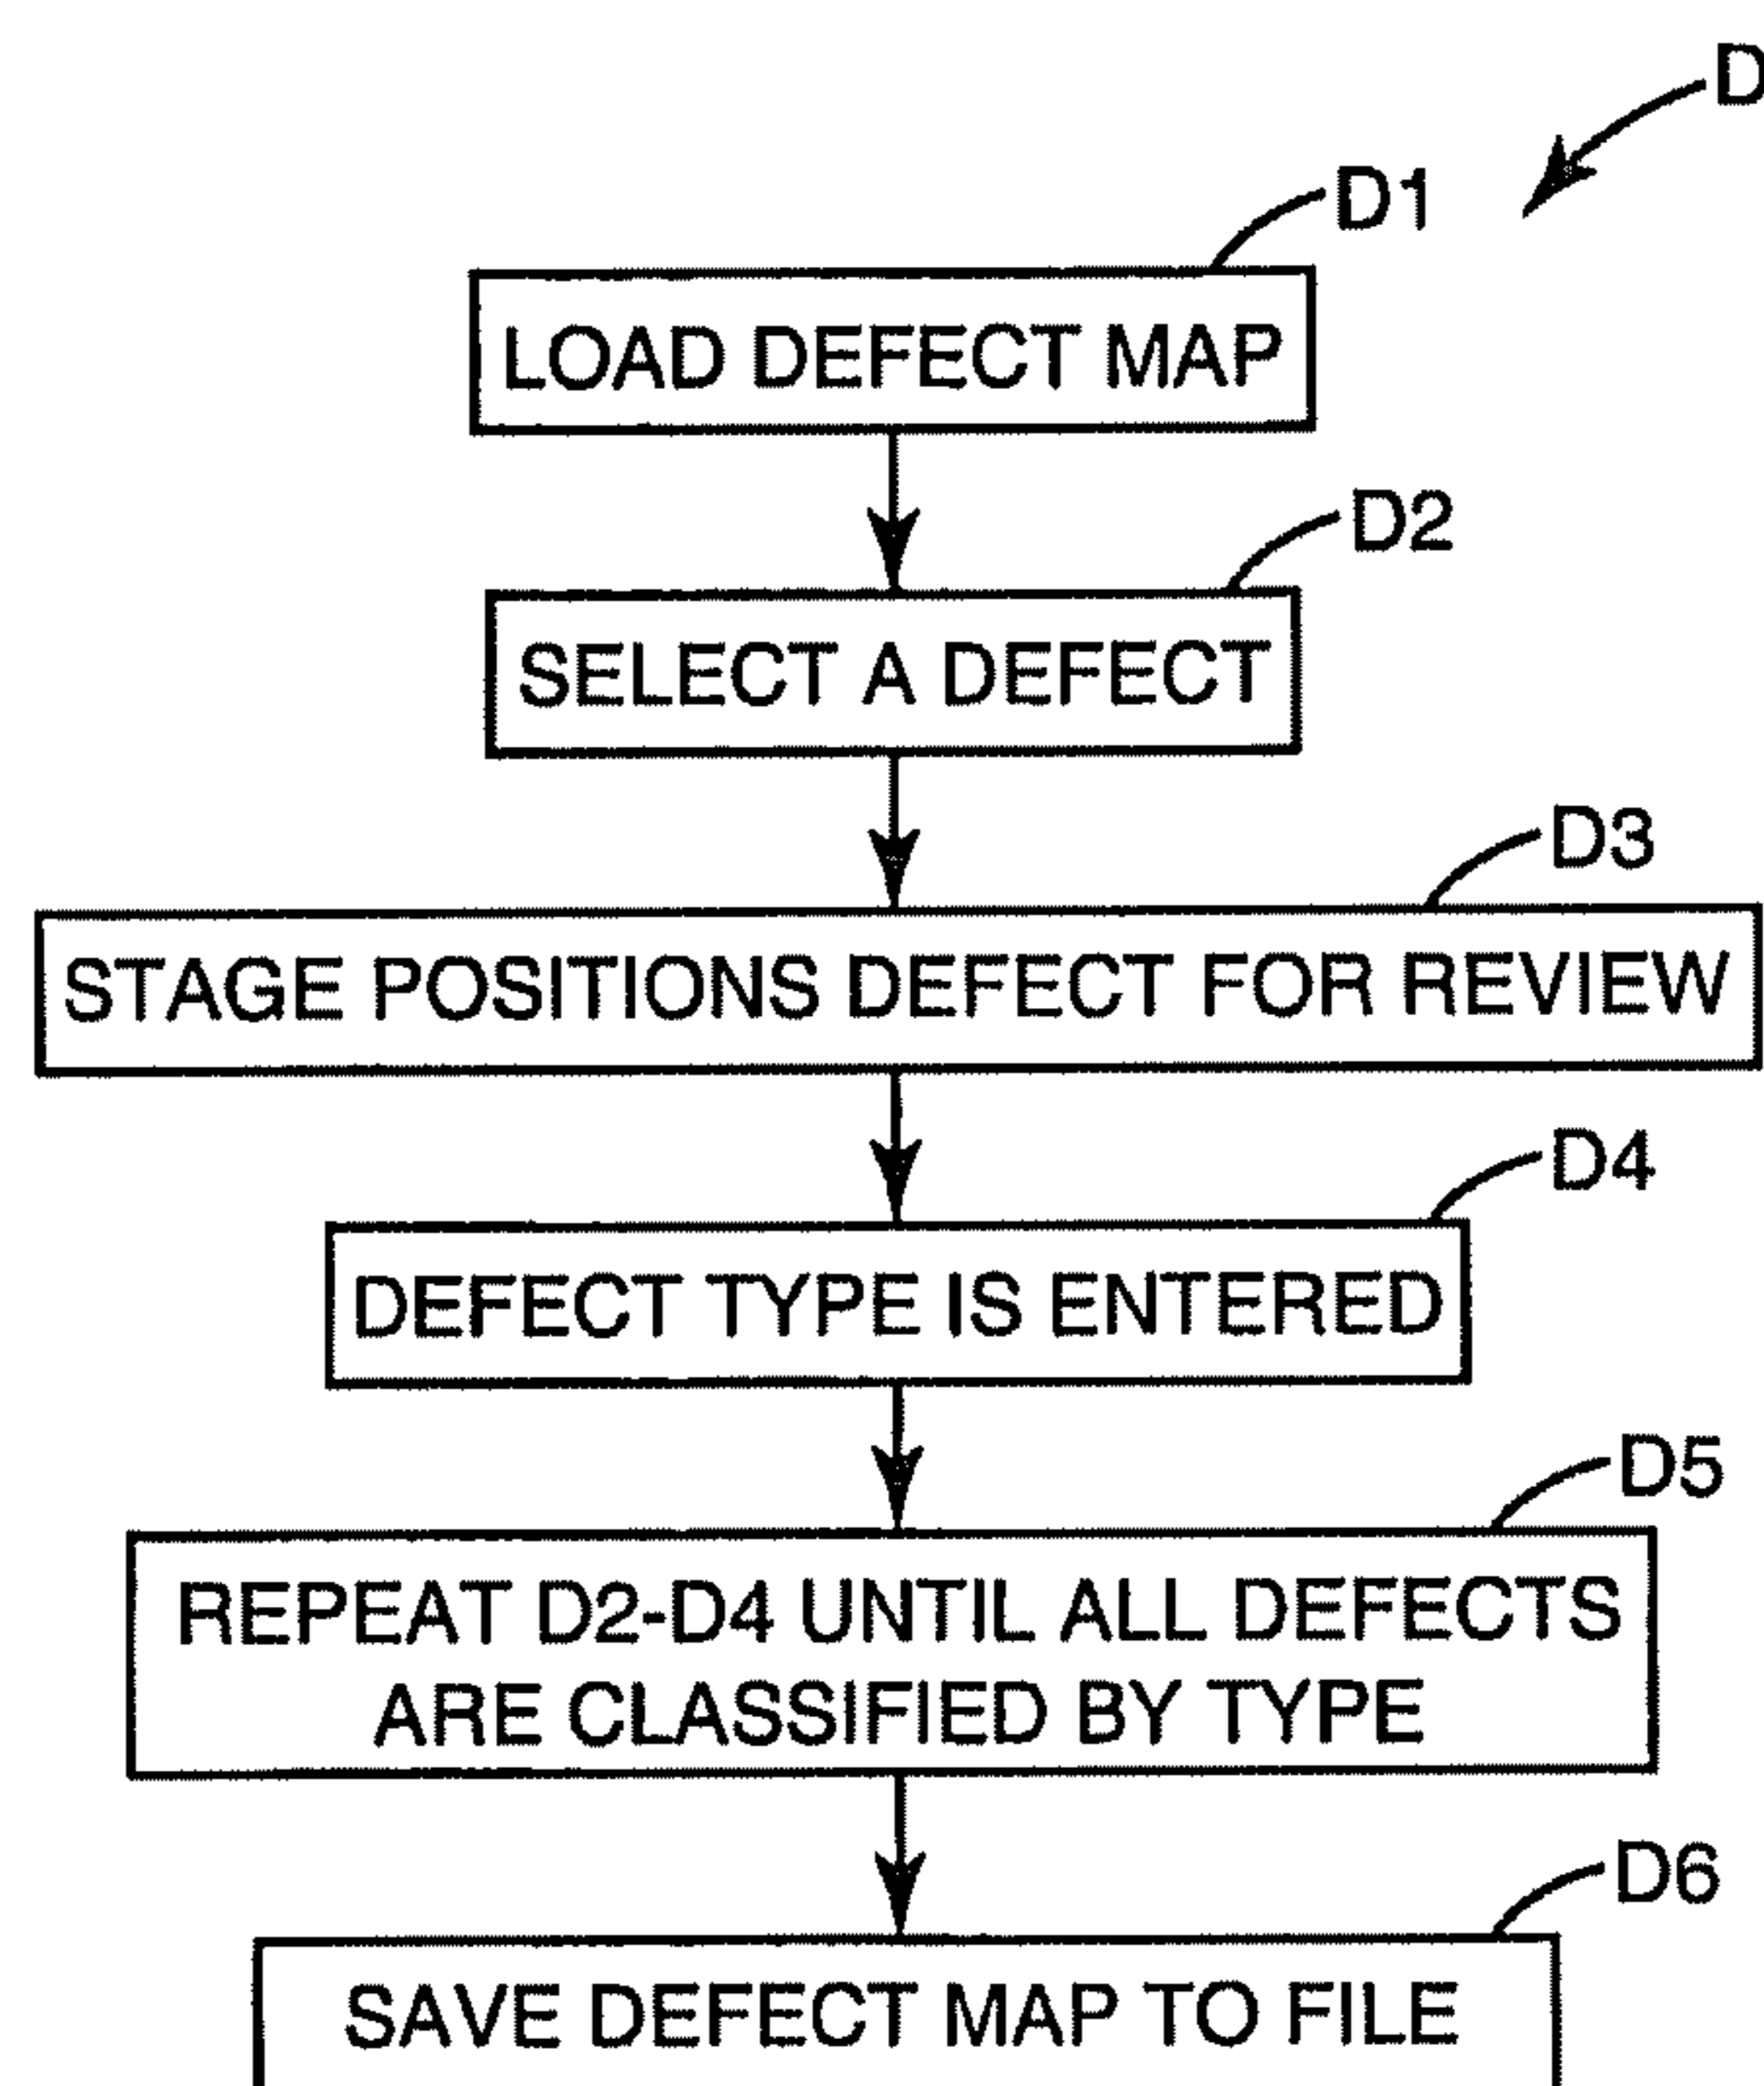 D
D1
LOAD DEFECT MAP
D2
SELECT A DEFECT
D3
STAGE POSITIONS DEFECT FOR REVIEW
D4
DEFECT TYPE IS ENTERED
D5
REPEAT D2-D4 UNTIL ALL DEFECTS
ARE CLASSIFIED BY TYPE
D6
SAVE DEFECT MAP TO FILE